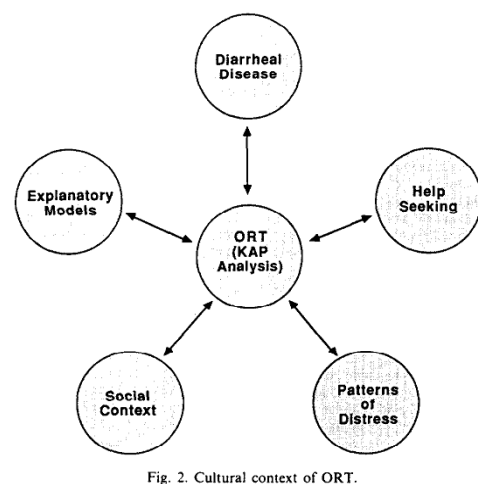 Diarrheal
Disease
Explanatory
Models
Help
Seeking
ORT
(KAP
Analysis)
Social
Context
Patterns
of
Distress
Fig. 2. Cultural context of ORT.